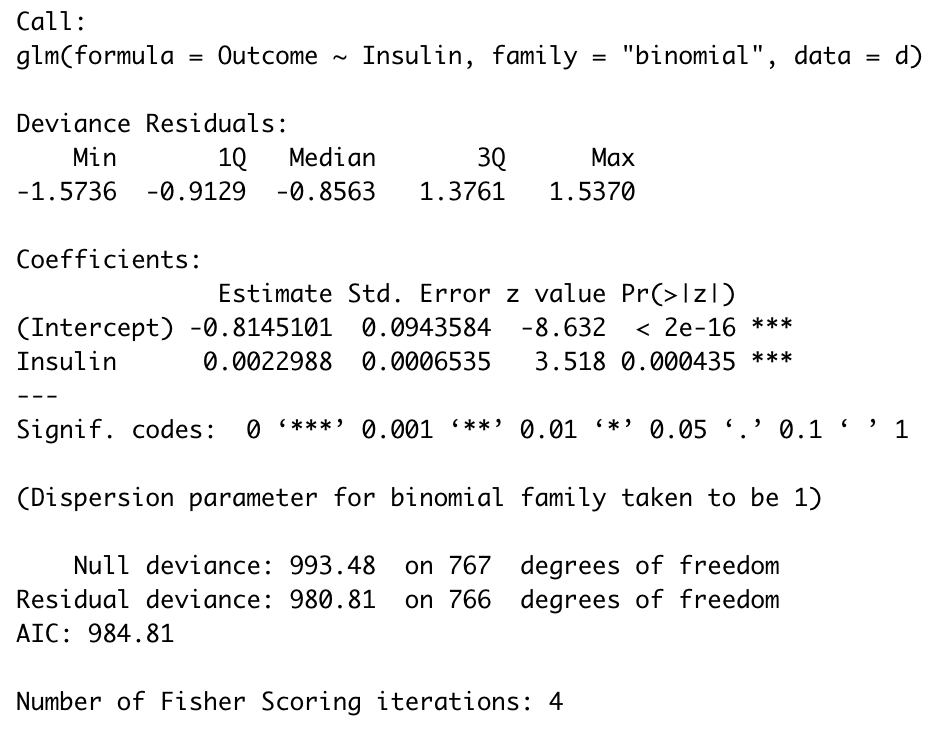 Call:
glm(formula = Outcome ~ Insulin, family = "binomial", data = d)
Deviance Residuals:
    Min       1Q   Median       3Q      Max
-1.5736  -0.9129  -0.8563   1.3761   1.5370
Coefficients:
              Estimate Std. Error z value Pr(>|z|)
(Intercept) -0.8145101  0.0943584  -8.632  < 2e-16 ***
Insulin      0.0022988  0.0006535   3.518 0.000435 ***
---
Signif. codes:  0 ‘***’ 0.001 ‘**’ 0.01 ‘*’ 0.05 ‘.’ 0.1 ‘ ’ 1
(Dispersion parameter for binomial family taken to be 1)
    Null deviance: 993.48  on 767  degrees of freedom
Residual deviance: 980.81  on 766  degrees of freedom
AIC: 984.81
Number of Fisher Scoring iterations: 4